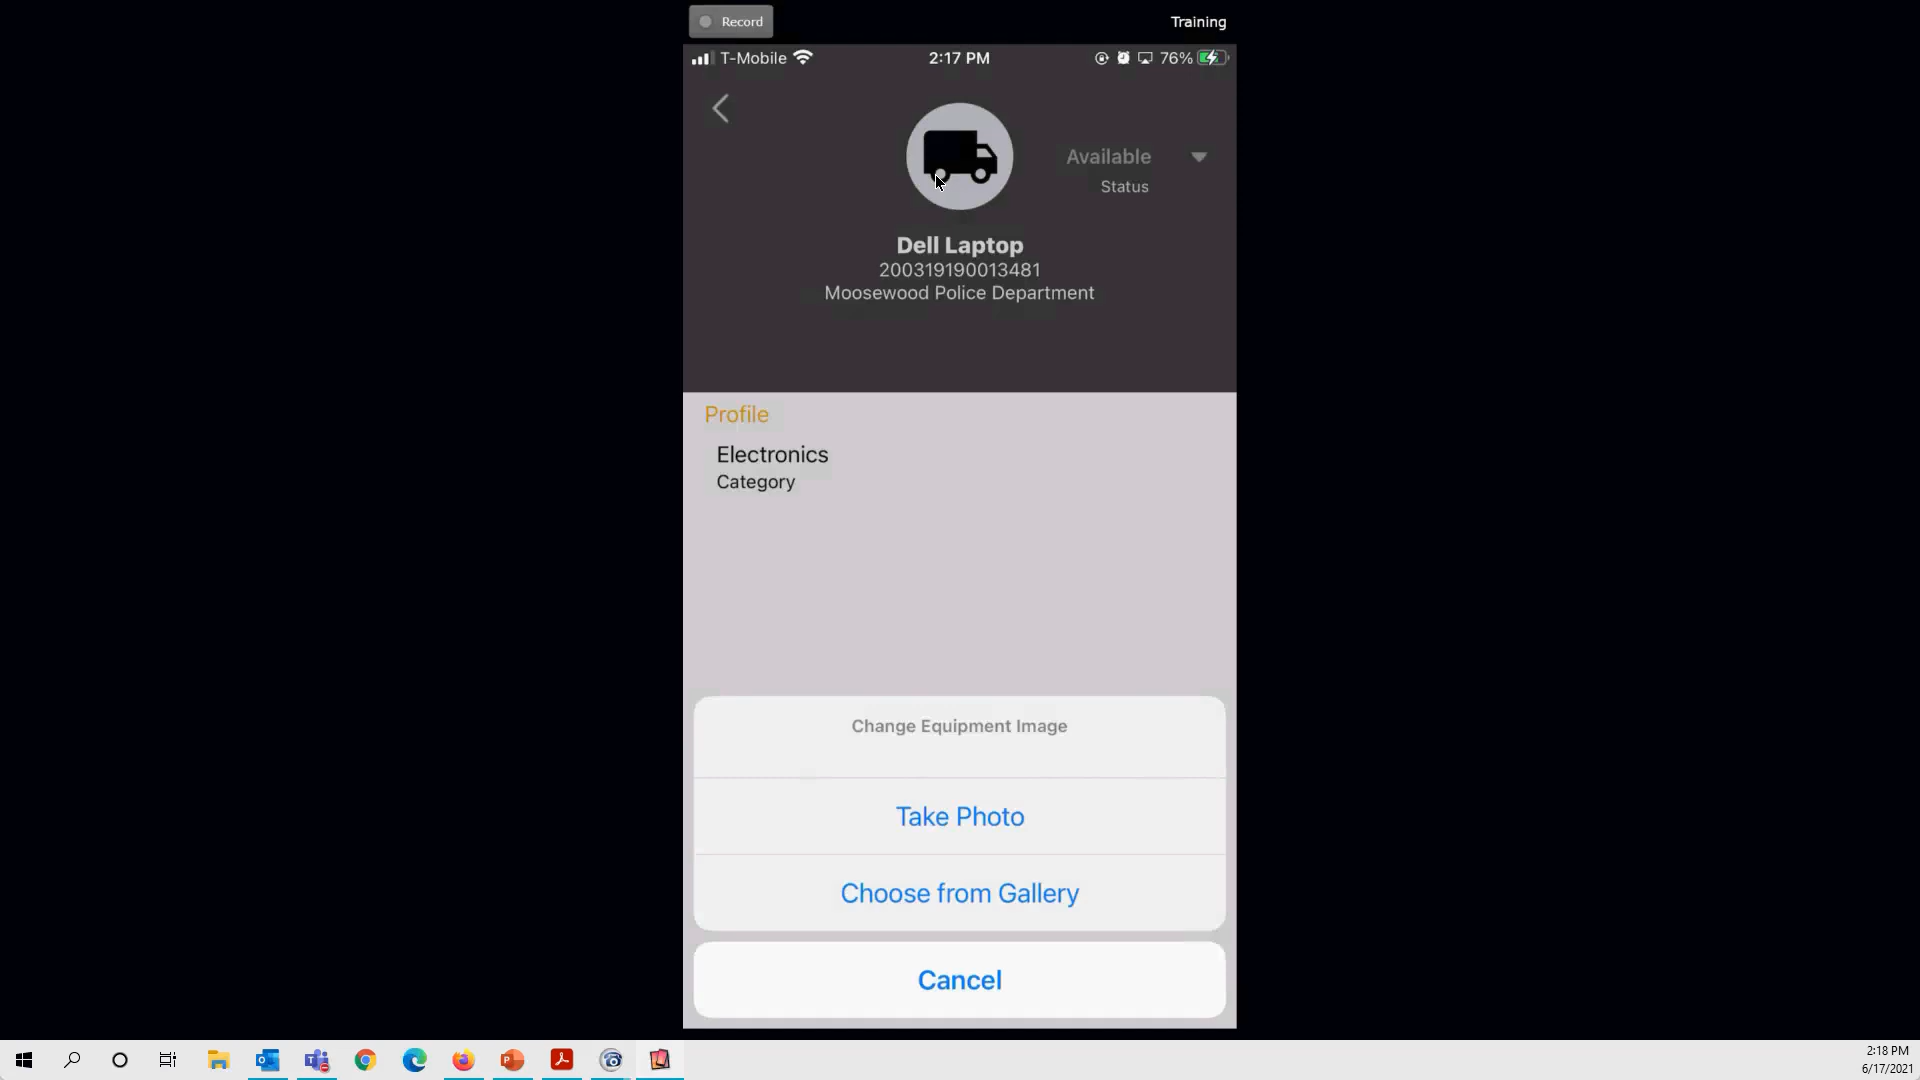 Record
Training
T-Mobile
2:17 PM
76%
Available
Status
Dell Laptop
200319190013481
Moosewood Police Department
Profile
Electronics
Category
Change Equipment Image
Take Photo
Choose from Gallery
Cancel
2:18 PM
6/17/2021